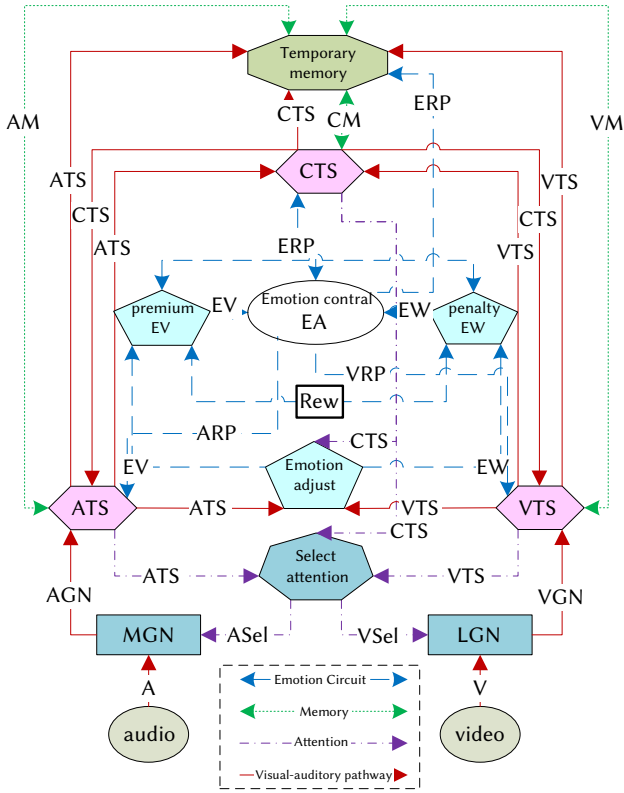 Temporary
memory
ERP
AM
CTS
CM
VM
ATS
CTS
VTS
CTS
CTS
ATS
VTS
ERP
premium
EV
EV
Emotion contral
EA
EW
penalty
EW
VRP
Rew
ARP
CTS
EV
Emotion
adjust
EW
ATS
ATS
VTS
VTS
CTS
Select
attention
ATS
VTS
AGN
VGN
MGN
ASel
VSel
LGN
A
V
audio
video
Emotion Circuit
Memory
Attention
Visual-auditory pathway